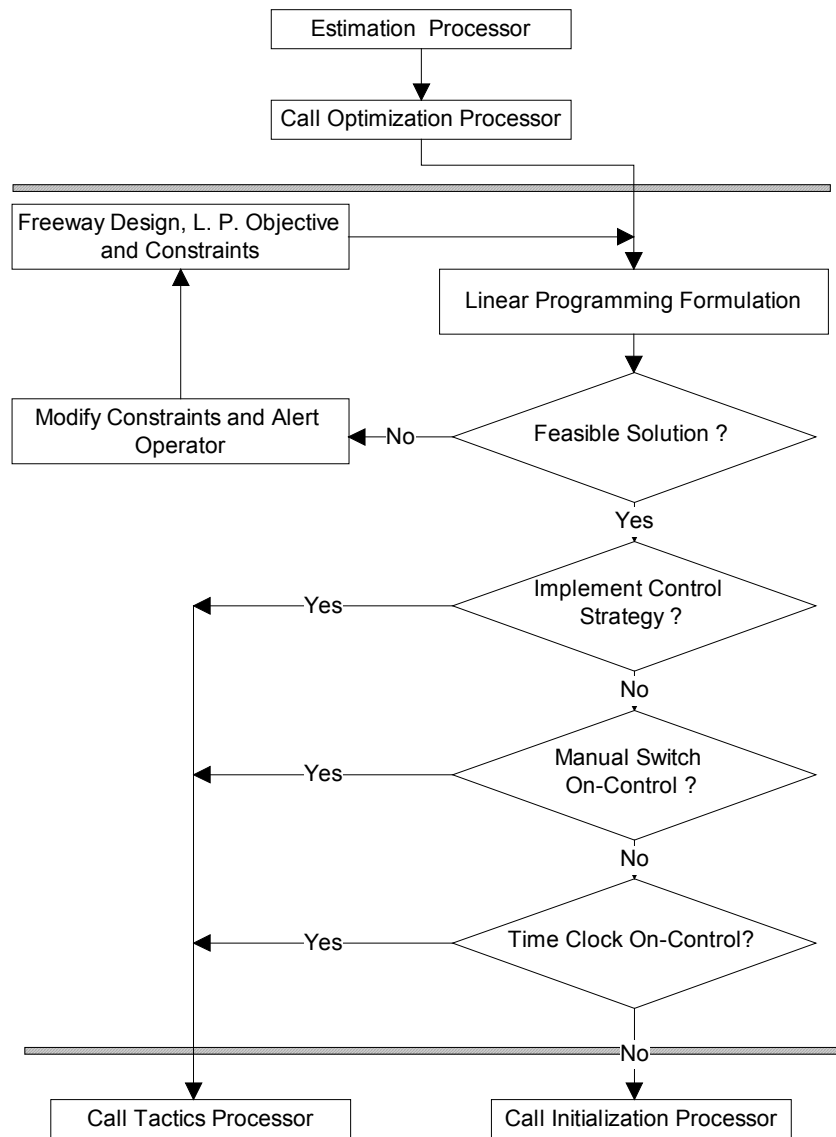 Estimation Processor
Call Optimization Processor
Freeway Design, L. P. Objective
and Constraints
Linear Programming Formulation
Modify Constraints and Alert
Operator
No
Feasible Solution ?
Yes
Implement Control
Strategy ?
Yes
No
Manual Switch
On-Control ?
Yes
No
Time Clock On-Control?
Yes
No
Call Tactics Processor
Call Initialization Processor